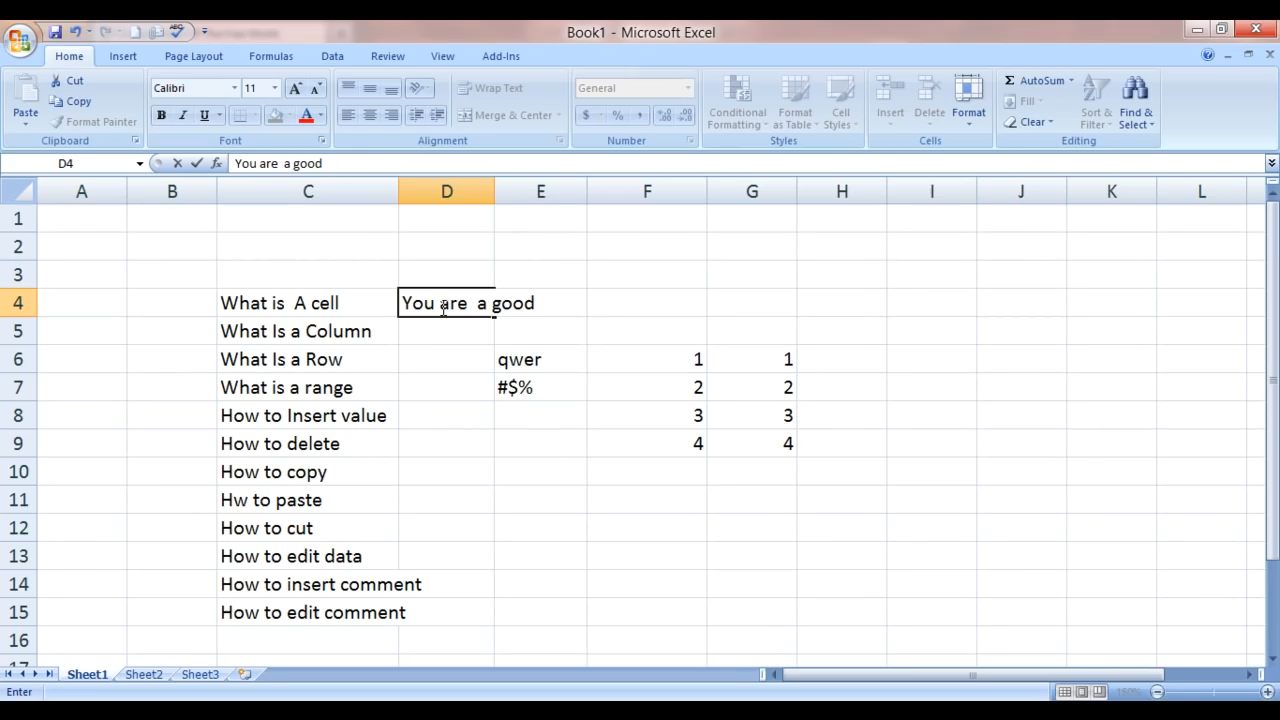 Book1 - Microsoft Excel
Home Insert Page Layout Formulas Data Review View Add-Ins
Paste Cut Copy Format Painter Clipboard
Calibri 11 B I U A Font
Wrap Text Merge & Center Alignment
General $ % , Number
Conditional Formatting Format as Table Cell Styles Styles
Insert Delete Format Cells
AutoSum Fill Clear Sort & Filter Find & Select Editing
D4 fx You are  a good
A B C D E F G H I J K L
1
2
3
4 What is  A cell You are  a good
5 What Is a Column
6 What Is a Row qwer 1 1
7 What is a range #$% 2 2
8 How to Insert value 3 3
9 How to delete 4 4
10 How to copy
11 Hw to paste
12 How to cut
13 How to edit data
14 How to insert comment
15 How to edit comment
16
17
Sheet1 Sheet2 Sheet3
Enter 150%